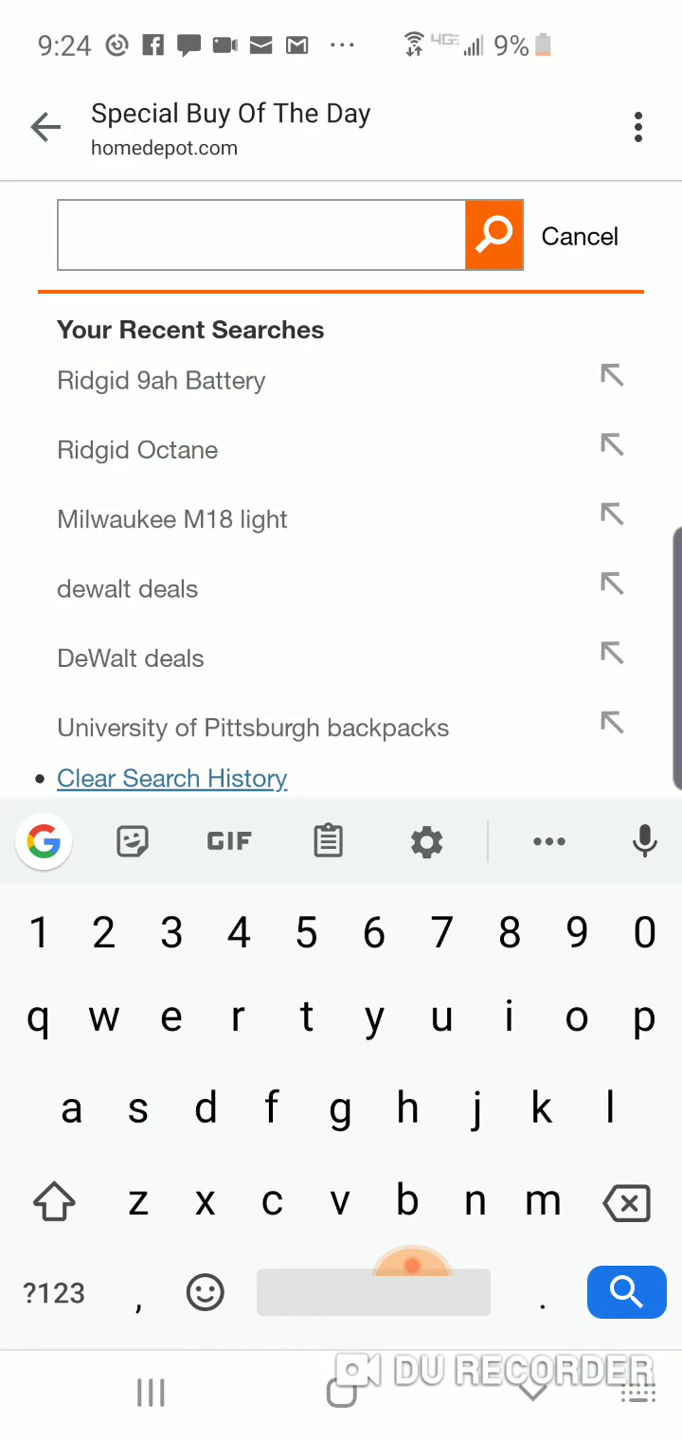 9:24 4GE 9%
Special Buy Of The Day
homedepot.com
Cancel
Your Recent Searches
Ridgid 9ah Battery
Ridgid Octane
Milwaukee M18 light
dewalt deals
DeWalt deals
University of Pittsburgh backpacks
Clear Search History
G GIF
1 2 3 4 5 6 7 8 9 0
q w e r t y u i o p
a s d f g h j k l
z x c v b n m
?123 , .
DU RECORDER